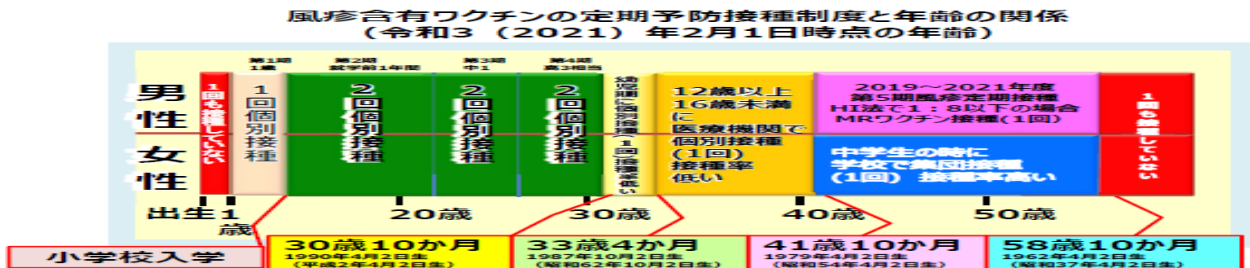 風疹含有ワクチンの定期予防接種制度と年齢の関係
(令和3（2021）年2月1日時点の年齢)
男性
女性
1回も接種していない
第1期
1歳
1回個別接種
第2期
就学前1年間
2回個別接種
第3期
中1
2回個別接種
第4期
高3相当
2回個別接種
幼児期に個別接種(1回)接種率低い
12歳以上
16歳未満
に
医療機関で
個別接種
(1回)
接種率
低い
2019～2021年度
第5期風疹定期接種
HI法で1：8以下の場合
MRワクチン接種(1回)
中学生の時に
学校で集団接種
(1回) 接種率高い
1回も接種していない
出生
1歳
20歳
30歳
40歳
50歳
小学校入学
30歳10か月
1990年4月2日生
(平成2年4月2日生)
33歳4か月
1987年10月2日生
(昭和62年10月2日生)
41歳10か月
1979年4月2日生
(昭和54年4月2日生)
58歳10か月
1962年4月2日生
(昭和37年4月2日生)